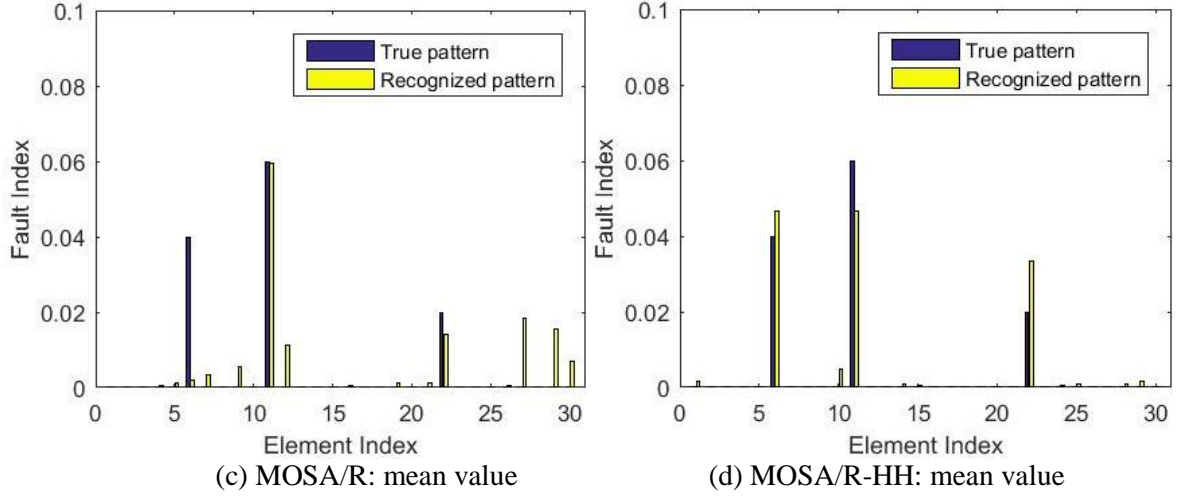 0.1
0.08
0.06
0.04
0.02
0
Fault Index
True pattern
Recognized pattern
0 5 10 15 20 25 30
Element Index
(c) MOSA/R: mean value
0.1
0.08
0.06
0.04
0.02
0
Fault Index
True pattern
Recognized pattern
0 5 10 15 20 25 30
Element Index
(d) MOSA/R-HH: mean value